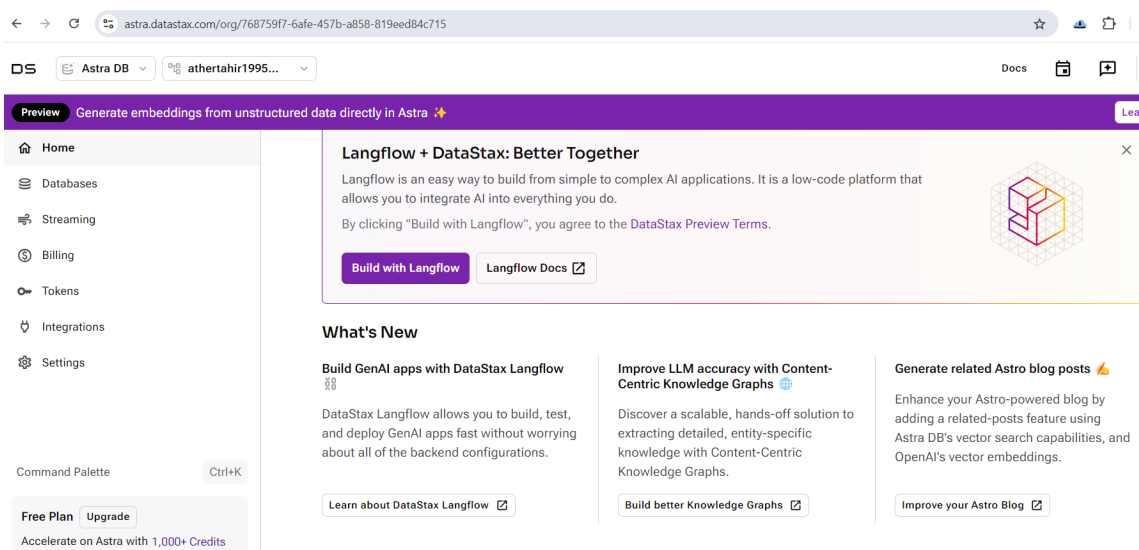 astra.datastax.com/org/768759f7-6afe-457b-a858-819eed84c715
DS
Astra DB
athertahir1995...
Docs
Preview
Generate embeddings from unstructured data directly in Astra ✨
Lea
Home
Databases
Streaming
Billing
Tokens
Integrations
Settings
Command Palette
Ctrl+K
Free Plan
Upgrade
Accelerate on Astra with 1,000+ Credits
Langflow + DataStax: Better Together
Langflow is an easy way to build from simple to complex AI applications. It is a low-code platform that
allows you to integrate AI into everything you do.
By clicking "Build with Langflow", you agree to the DataStax Preview Terms.
Build with Langflow
Langflow Docs
What's New
Build GenAI apps with DataStax Langflow
⛓️
DataStax Langflow allows you to build, test,
and deploy GenAI apps fast without worrying
about all of the backend configurations.
Learn about DataStax Langflow
Improve LLM accuracy with Content-
Centric Knowledge Graphs 🌐
Discover a scalable, hands-off solution to
extracting detailed, entity-specific
knowledge with Content-Centric
Knowledge Graphs.
Build better Knowledge Graphs
Generate related Astro blog posts ✍️
Enhance your Astro-powered blog by
adding a related-posts feature using
Astra DB's vector search capabilities, and
OpenAI's vector embeddings.
Improve your Astro Blog